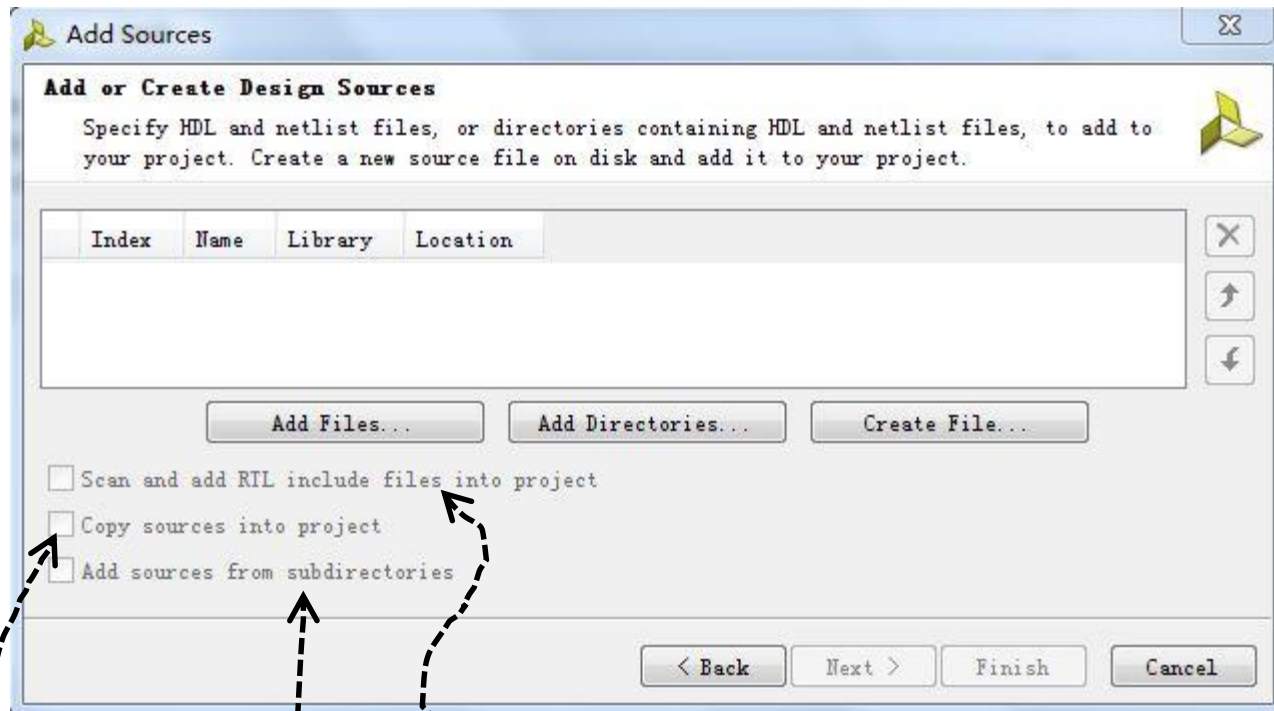 Add Sources
Add or Create Design Sources
Specify HDL and netlist files, or directories containing HDL and netlist files, to add to
your project. Create a new source file on disk and add it to your project.
Index Name Library Location
Add Files... Add Directories... Create File...
Scan and add RTL include files into project
Copy sources into project
Add sources from subdirectories
< Back Next > Finish Cancel